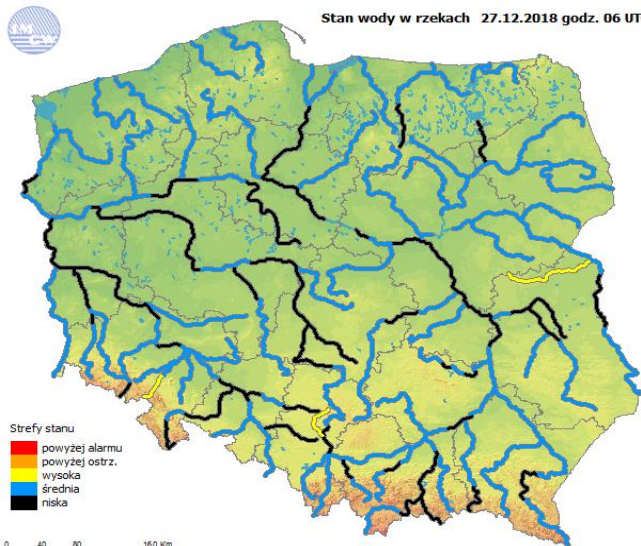 Stan wody w rzekach 27.12.2018 godz. 06 UT
Strefy stanu
powyżej alarmu
powyżej ostrz.
wysoka
średnia
niska
0 40 80 160 Km